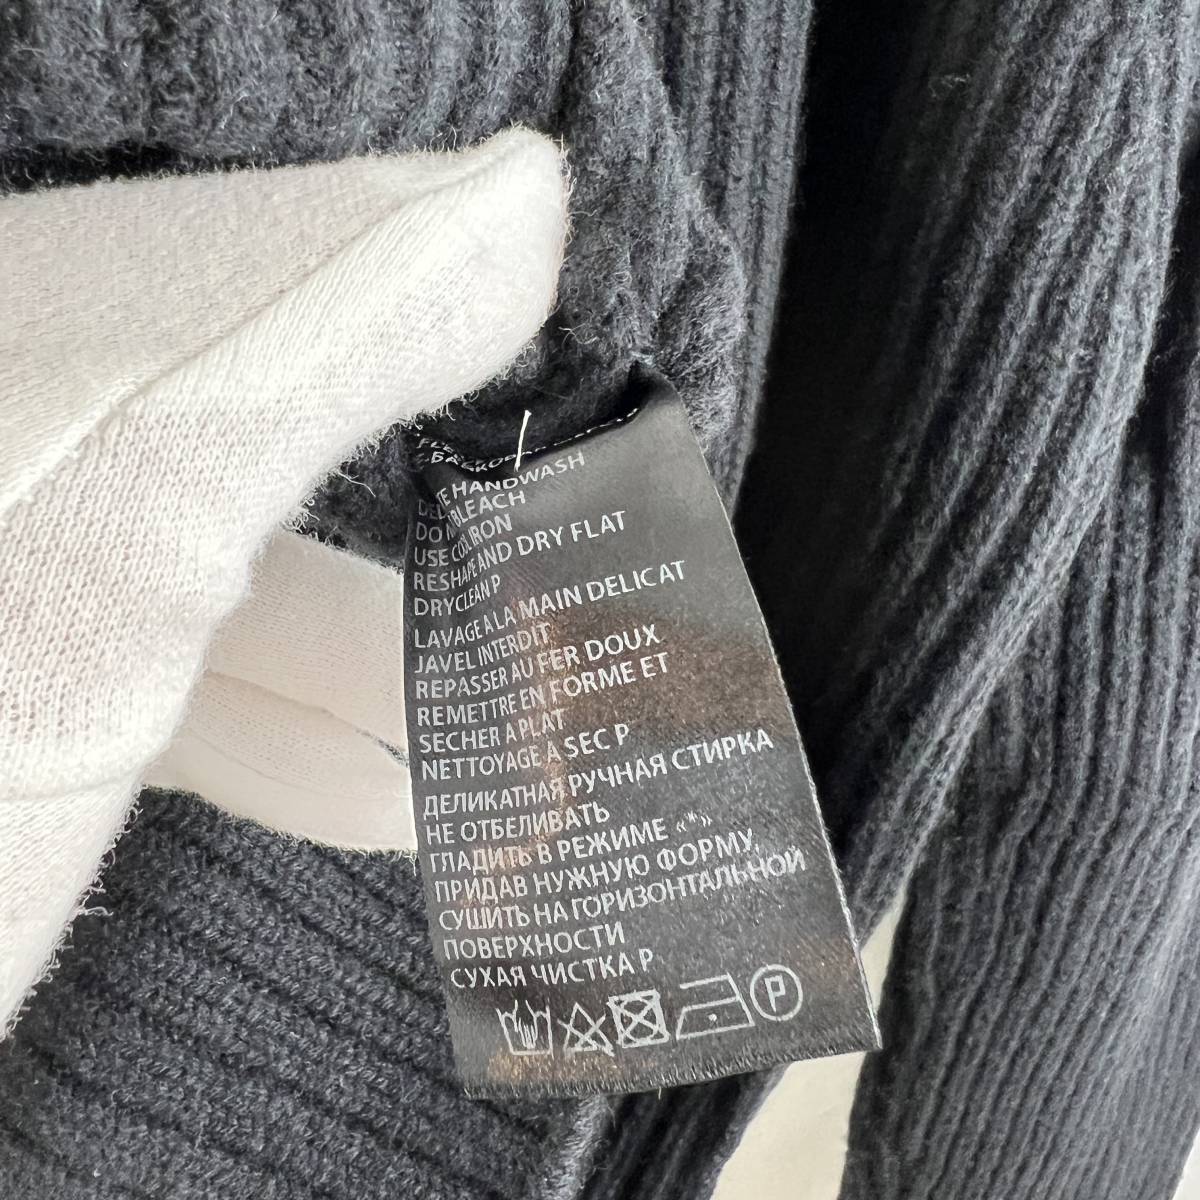 HANDWASH
BLEACH
USE COOL IRON
RESHAPE AND DRY FLAT
DRYCLEAN P
LAVAGE A LA MAIN DELICAT
JAVEL INTERDIT
REPASSER AU FER DOUX
REMETTRE EN FORME ET
SECHER A PLAT
NETTOYAGE A SEC P
ДЕЛИКАТНАЯ РУЧНАЯ СТИРКА
НЕ ОТБЕЛИВАТЬ
ГЛАДИТЬ В РЕЖИМЕ «*»
ПРИДАВ НУЖНУЮ ФОРМУ,
СУШИТЬ НА ГОРИЗОНТАЛЬНОЙ
ПОВЕРХНОСТИ
СУХАЯ ЧИСТКА P
P